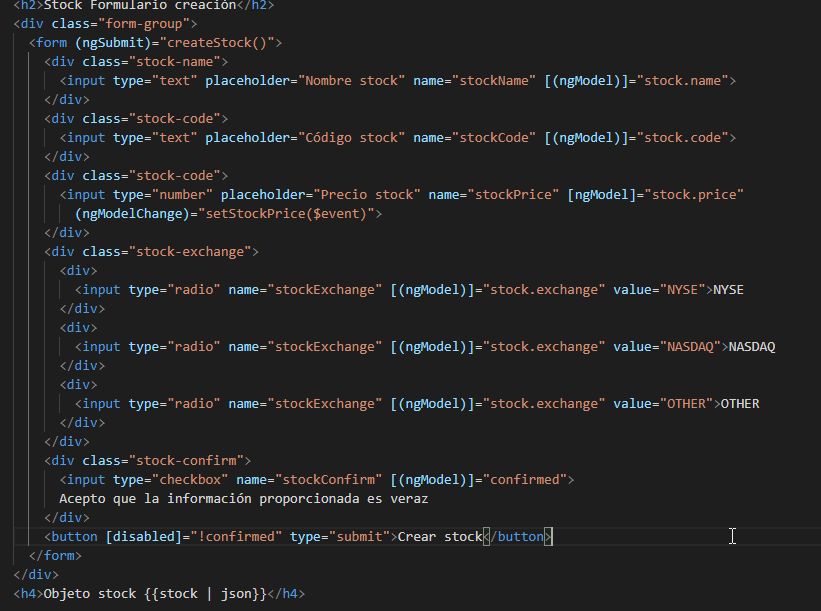 <h2>Stock Formulario creación</h2>
<div class="form-group">
<form (ngSubmit)="createStock()">
<div class="stock-name">
<input type="text" placeholder="Nombre stock" name="stockName" [(ngModel)]="stock.name">
</div>
<div class="stock-code">
<input type="text" placeholder="Código stock" name="stockCode" [(ngModel)]="stock.code">
</div>
<div class="stock-code">
<input type="number" placeholder="Precio stock" name="stockPrice" [ngModel]="stock.price"
(ngModelChange)="setStockPrice($event)">
</div>
<div class="stock-exchange">
<div>
<input type="radio" name="stockExchange" [(ngModel)]="stock.exchange" value="NYSE">NYSE
</div>
<div>
<input type="radio" name="stockExchange" [(ngModel)]="stock.exchange" value="NASDAQ">NASDAQ
</div>
<div>
<input type="radio" name="stockExchange" [(ngModel)]="stock.exchange" value="OTHER">OTHER
</div>
</div>
<div class="stock-confirm">
<input type="checkbox" name="stockConfirm" [(ngModel)]="confirmed">
Acepto que la información proporcionada es veraz
</div>
<button [disabled]="!confirmed" type="submit">Crear stock</button>
</form>
</div>
<h4>Objeto stock {{stock | json}}</h4>